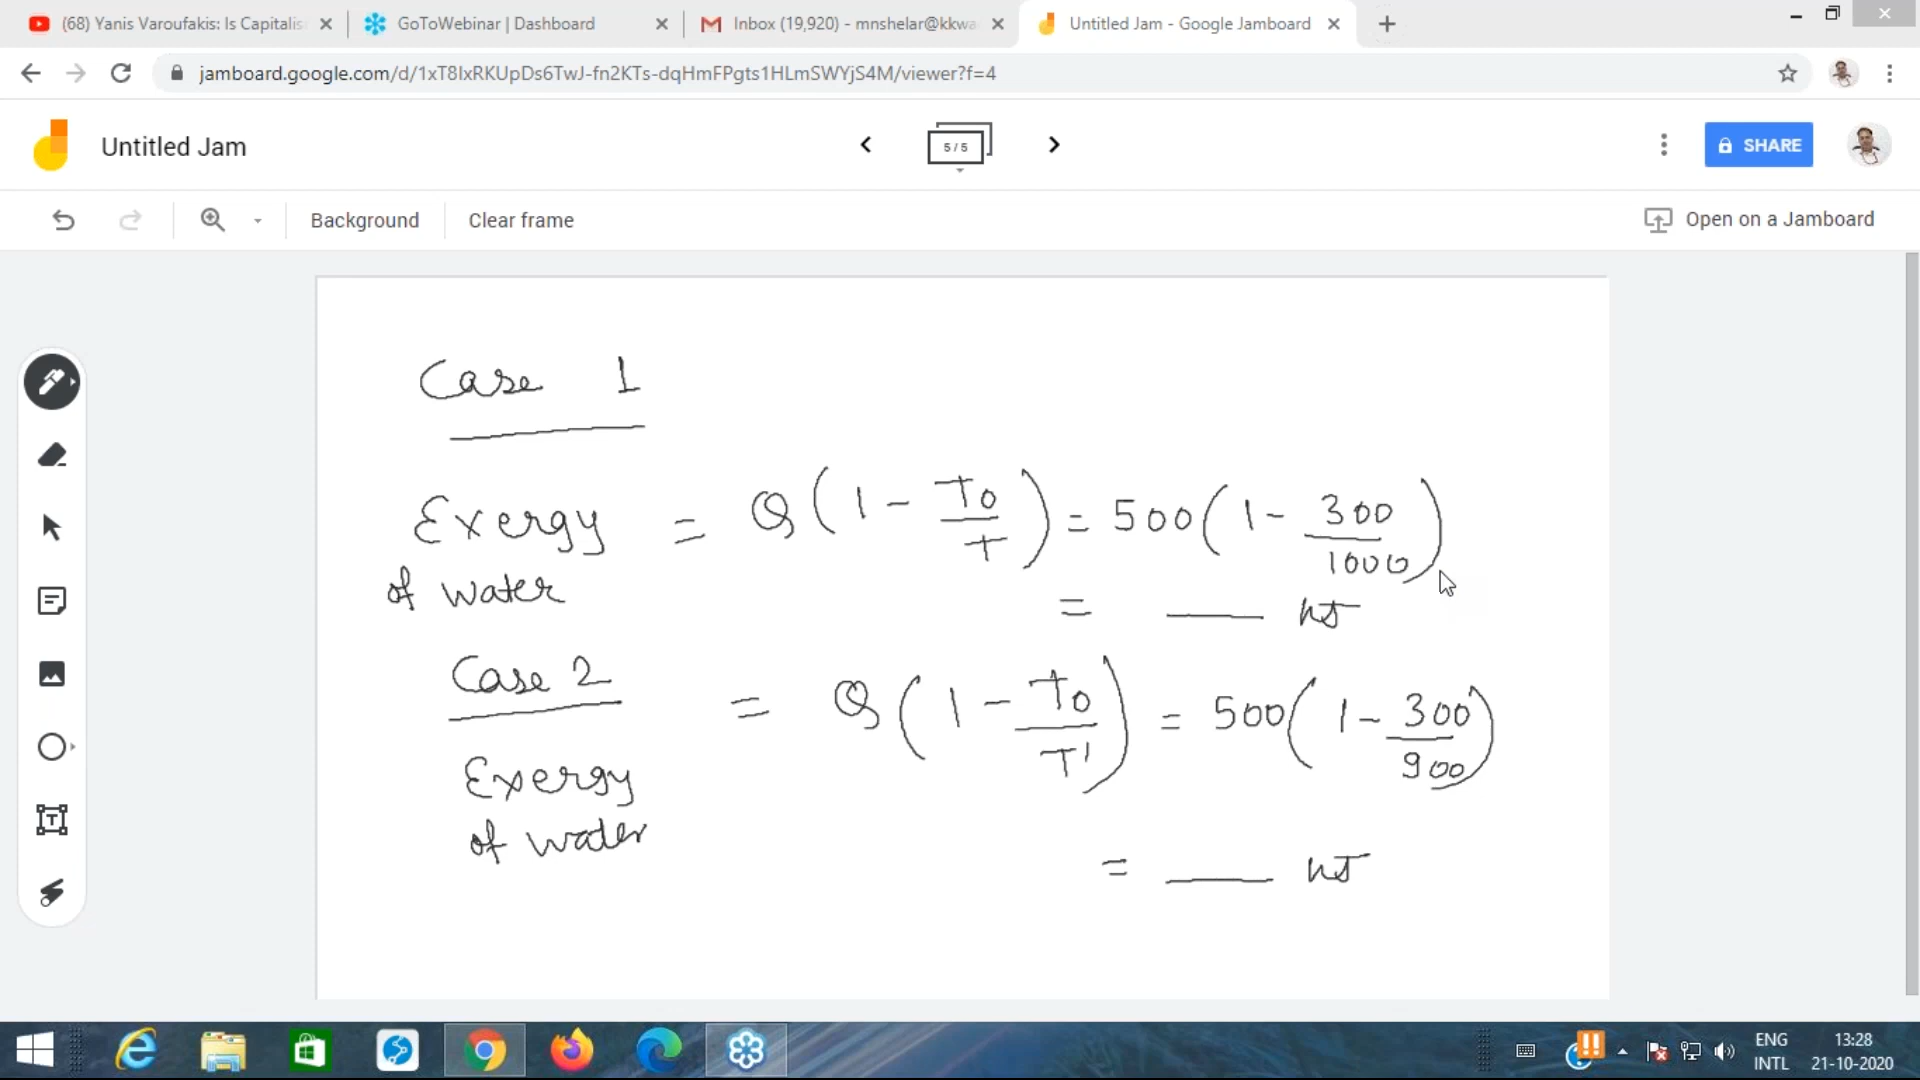 (68) Yanis Varoufakis: Is Capitalis
GoToWebinar | Dashboard
Inbox (19,920) - mnshelar@kkwa
Untitled Jam - Google Jamboard
jamboard.google.com/d/1xT8IxRKUpDs6TwJ-fn2KTs-dqHmFPgts1HLmSWYjS4M/viewer?f=4
Untitled Jam
5 / 5
SHARE
Background
Clear frame
Open on a Jamboard
Case 1
Exergy of water = Q(1 - To/T) = 500(1 - 300/1000)
= ___ kJ
Case 2
Exergy of water = Q(1 - To/T') = 500(1 - 300/900)
= ___ kJ
ENG
INTL
13:28
21-10-2020